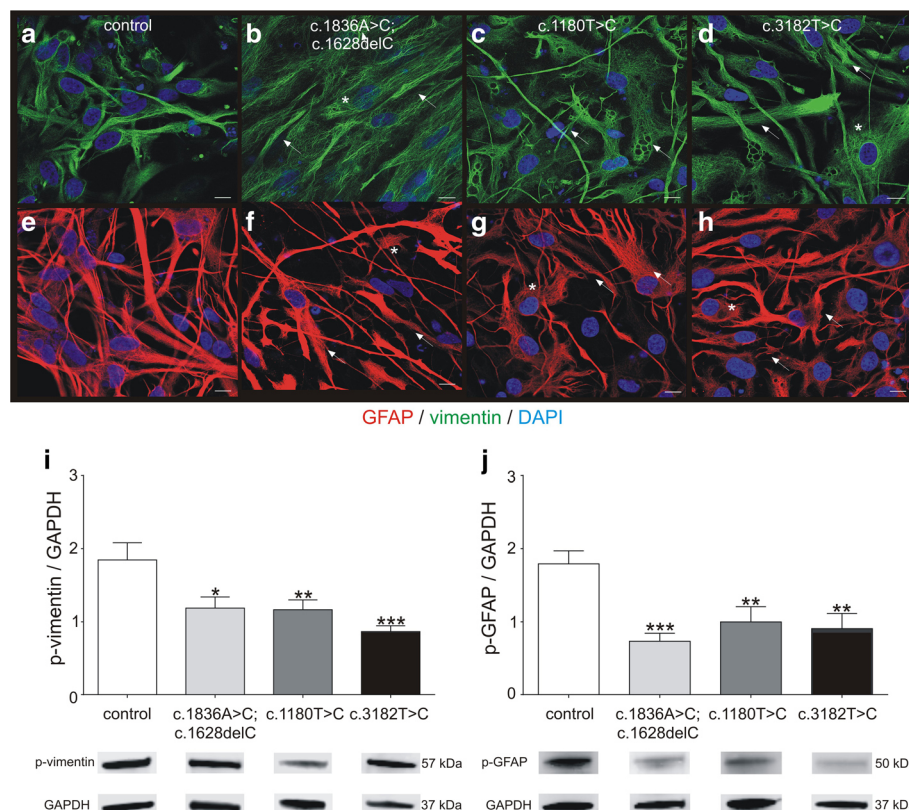 a control
b c.1836A>C;
c.1628delC
c c.1180T>C
d c.3182T>C
*
*
e
f
g
h
*
*
*
GFAP / vimentin / DAPI
i
p-vimentin / GAPDH
3
2
1
0
*
**
***
control
c.1836A>C;
c.1628delC
c.1180T>C
c.3182T>C
p-vimentin
57 kDa
GAPDH
37 kDa
j
p-GFAP / GAPDH
3
2
1
0
***
**
**
control
c.1836A>C;
c.1628delC
c.1180T>C
c.3182T>C
p-GFAP
50 kD
GAPDH
37 kD